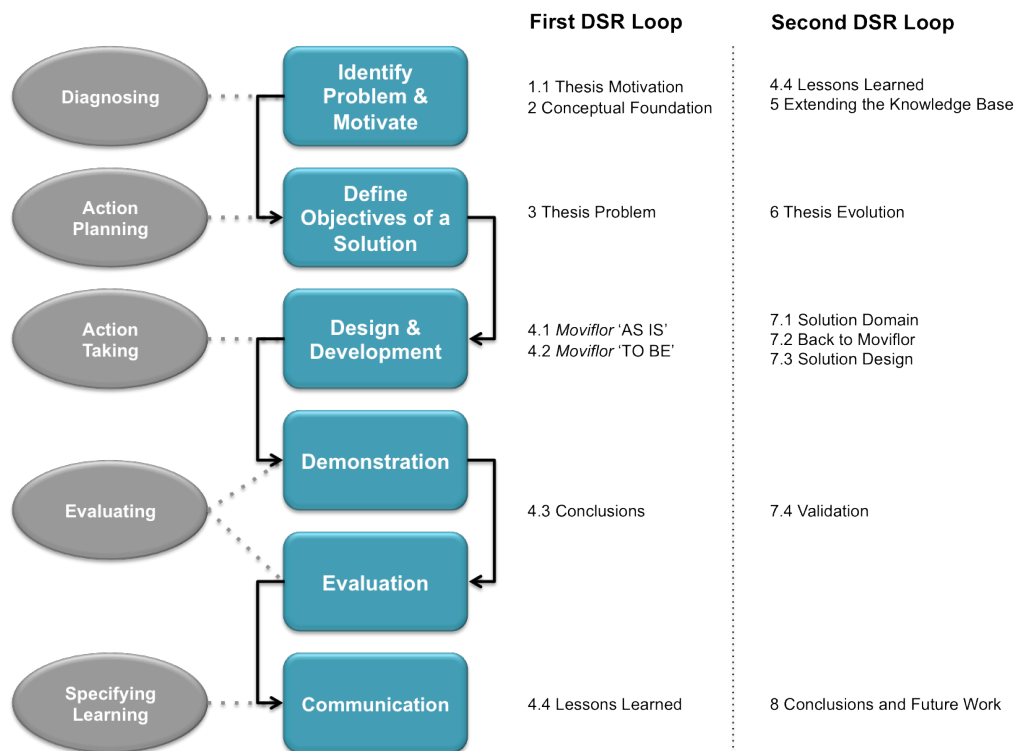 First DSR Loop
Second DSR Loop
Diagnosing
Identify
Problem &
Motivate
1.1 Thesis Motivation
2 Conceptual Foundation
4.4 Lessons Learned
5 Extending the Knowledge Base
Action
Planning
Define
Objectives of a
Solution
3 Thesis Problem
6 Thesis Evolution
Action
Taking
Design &
Development
4.1 Moviflor ‘AS IS’
4.2 Moviflor ‘TO BE’
7.1 Solution Domain
7.2 Back to Moviflor
7.3 Solution Design
Demonstration
Evaluating
4.3 Conclusions
7.4 Validation
Evaluation
Specifying
Learning
Communication
4.4 Lessons Learned
8 Conclusions and Future Work